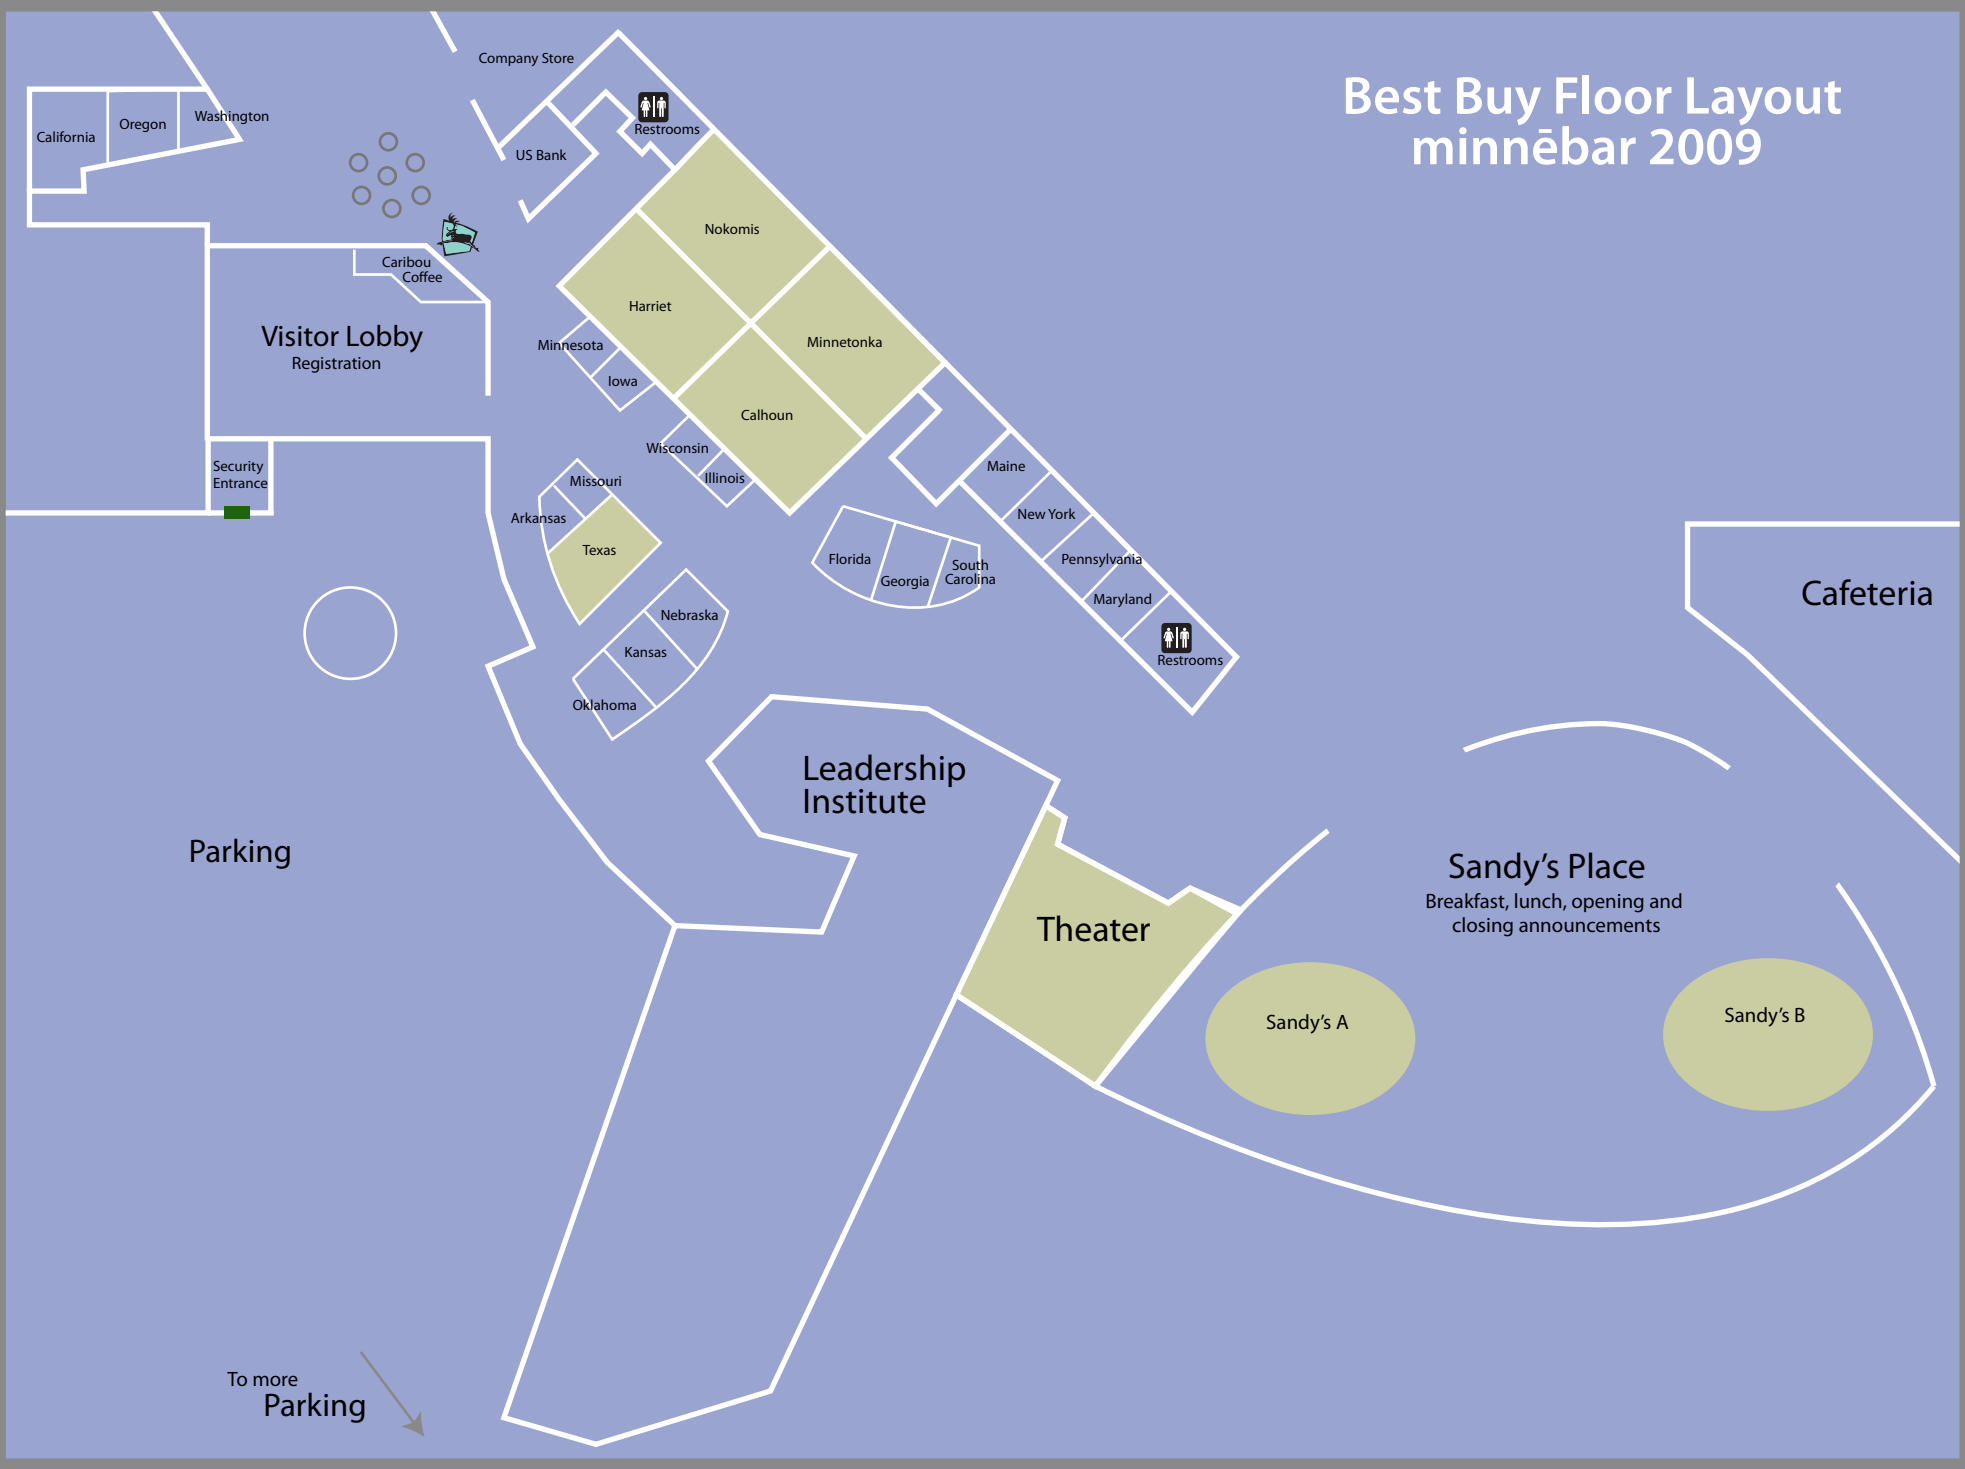 Best Buy Floor Layout
minnēbar 2009
Company Store
California
Oregon
Washington
Restrooms
US Bank
Nokomis
Caribou
Coffee
Harriet
Visitor Lobby
Registration
Minnesota
Minnetonka
Iowa
Calhoun
Wisconsin
Illinois
Security
Entrance
Missouri
Arkansas
Texas
Maine
New York
Pennsylvania
Maryland
Restrooms
Florida
Georgia
South
Carolina
Nebraska
Kansas
Oklahoma
Cafeteria
Leadership
Institute
Parking
Theater
Sandy's Place
Breakfast, lunch, opening and
closing announcements
Sandy's A
Sandy's B
To more
Parking